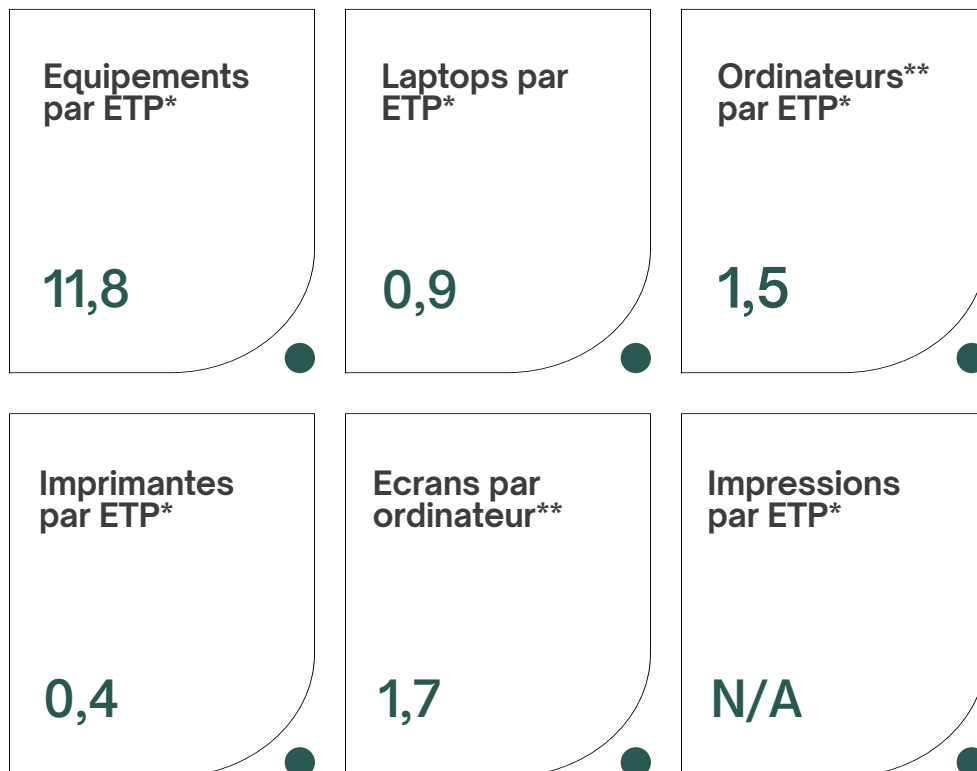 Equipements
par ETP*
11,8
Laptops par
ETP*
0,9
Ordinateurs**
par ETP*
1,5
Imprimantes
par ETP*
0,4
Ecrans par
ordinateur**
1,7
Impressions
par ETP*
N/A